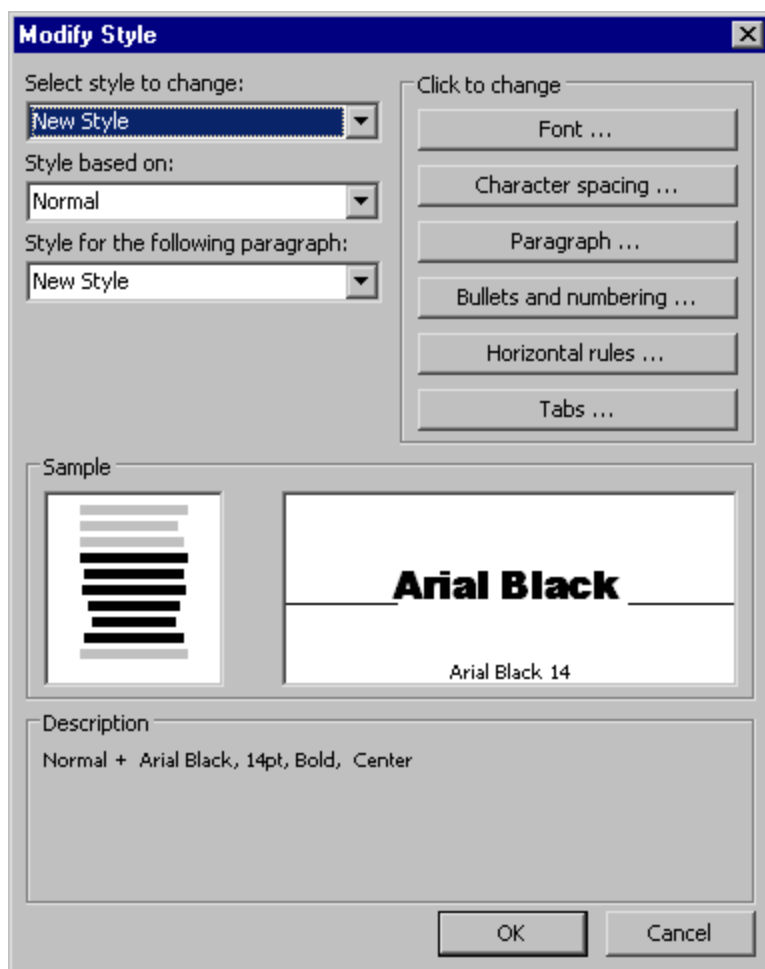 Modify Style
Select style to change:
New Style
Style based on:
Normal
Style for the following paragraph:
New Style
Click to change
Font ...
Character spacing ...
Paragraph ...
Bullets and numbering ...
Horizontal rules ...
Tabs ...
Sample
Arial Black
Arial Black 14
Description
Normal + Arial Black, 14pt, Bold, Center
OK
Cancel